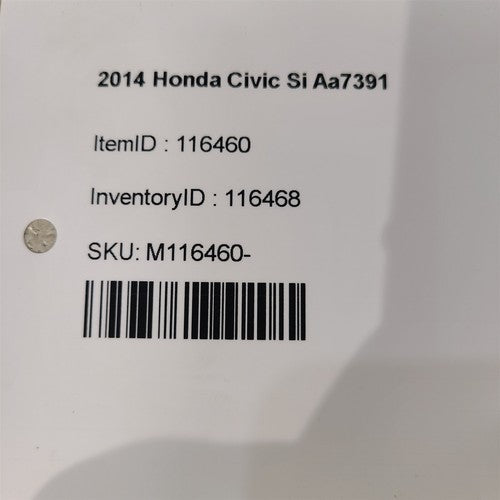 2014 Honda Civic Si Aa7391
ItemID : 116460
InventoryID : 116468
SKU: M116460-